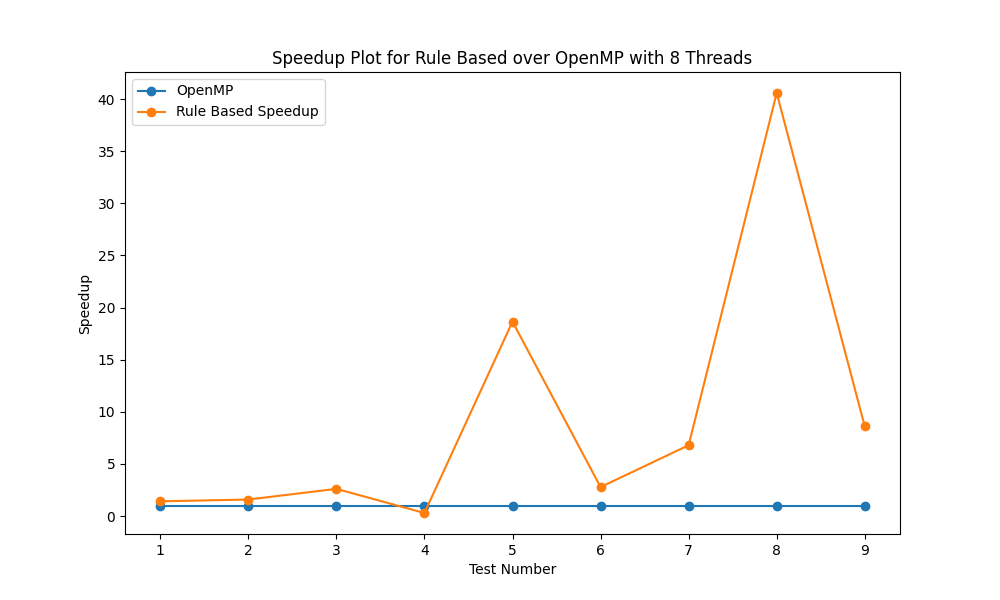 Speedup Plot for Rule Based over OpenMP with 8 Threads
OpenMP
Rule Based Speedup
40
35
30
25
20
15
10
5
0
Speedup
1 2 3 4 5 6 7 8 9
Test Number